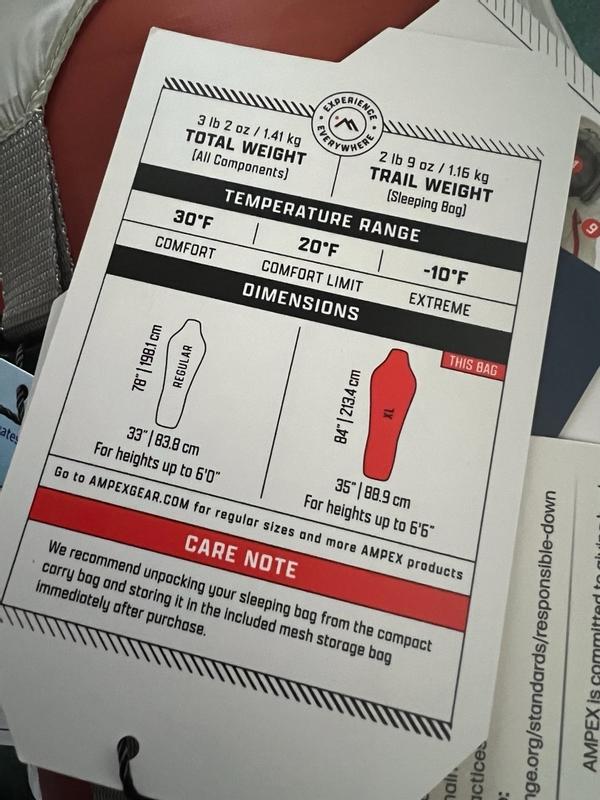 EXPERIENCE
EVERYWHERE
3 lb 2 oz / 1.41 kg
TOTAL WEIGHT
(All Components)
2 lb 9 oz / 1.16 kg
TRAIL WEIGHT
(Sleeping Bag)
TEMPERATURE RANGE
30°F
COMFORT
20°F
COMFORT LIMIT
-10°F
EXTREME
DIMENSIONS
78" | 198.1 cm
REGULAR
33" | 83.8 cm
For heights up to 6'0"
THIS BAG
84" | 213.4 cm
XL
35" | 88.9 cm
For heights up to 6'6"
Go to AMPEXGEAR.COM for regular sizes and more AMPEX products
CARE NOTE
We recommend unpacking your sleeping bag from the compact
carry bag and storing it in the included mesh storage bag
immediately after purchase.
9
nge.org/standards/responsible-down
AMPEX is committed to